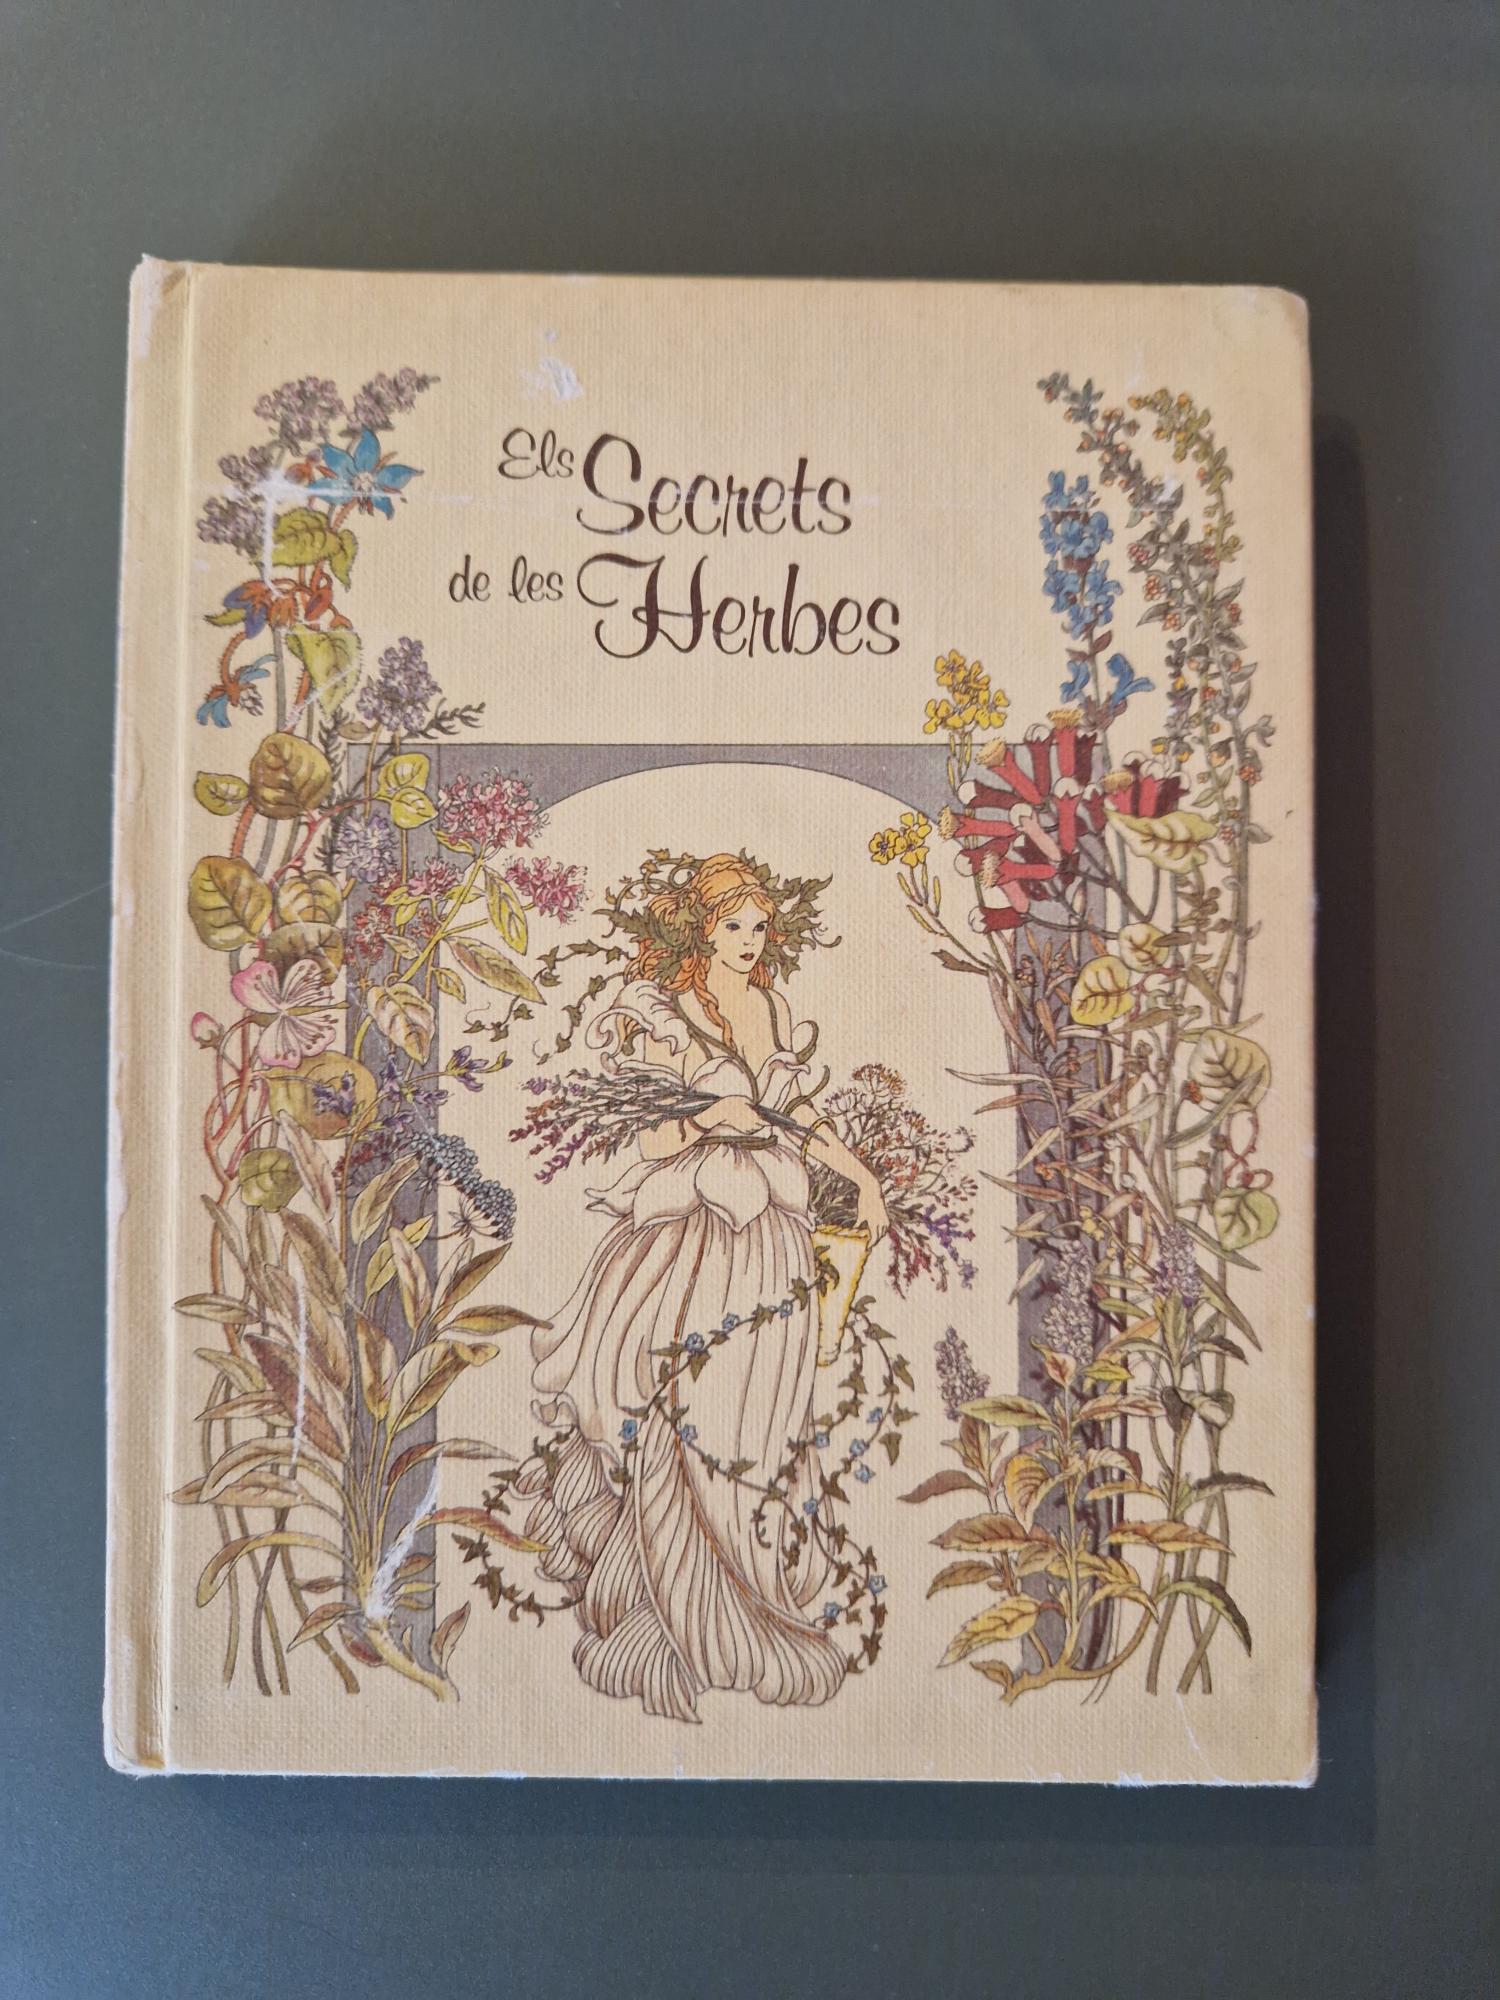 Els Secrets
de les Herbes